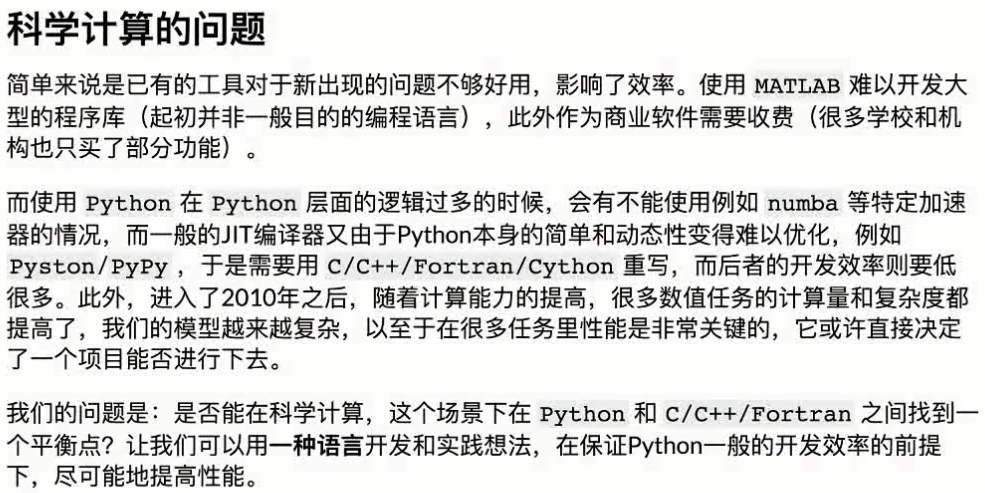 科学计算的问题
简单来说是已有的工具对于新出现的问题不够好用，影响了效率。使用 MATLAB 难以开发大
型的程序库（起初并非一般目的的编程语言），此外作为商业软件需要收费（很多学校和机
构也只买了部分功能）。
而使用 Python 在 Python 层面的逻辑过多的时候，会有不能使用例如 numba 等特定加速
器的情况，而一般的JIT编译器又由于Python本身的简单和动态性变得难以优化，例如
Pyston/PyPy ，于是需要用 C/C++/Fortran/Cython 重写，而后者的开发效率则要低
很多。此外，进入了2010年之后，随着计算能力的提高，很多数值任务的计算量和复杂度都
提高了，我们的模型越来越复杂，以至于在很多任务里性能是非常关键的，它或许直接决定
了一个项目能否进行下去。
我们的问题是：是否能在科学计算，这个场景下在 Python 和 C/C++/Fortran 之间找到一
个平衡点？让我们可以用一种语言开发和实践想法，在保证Python一般的开发效率的前提
下，尽可能地提高性能。